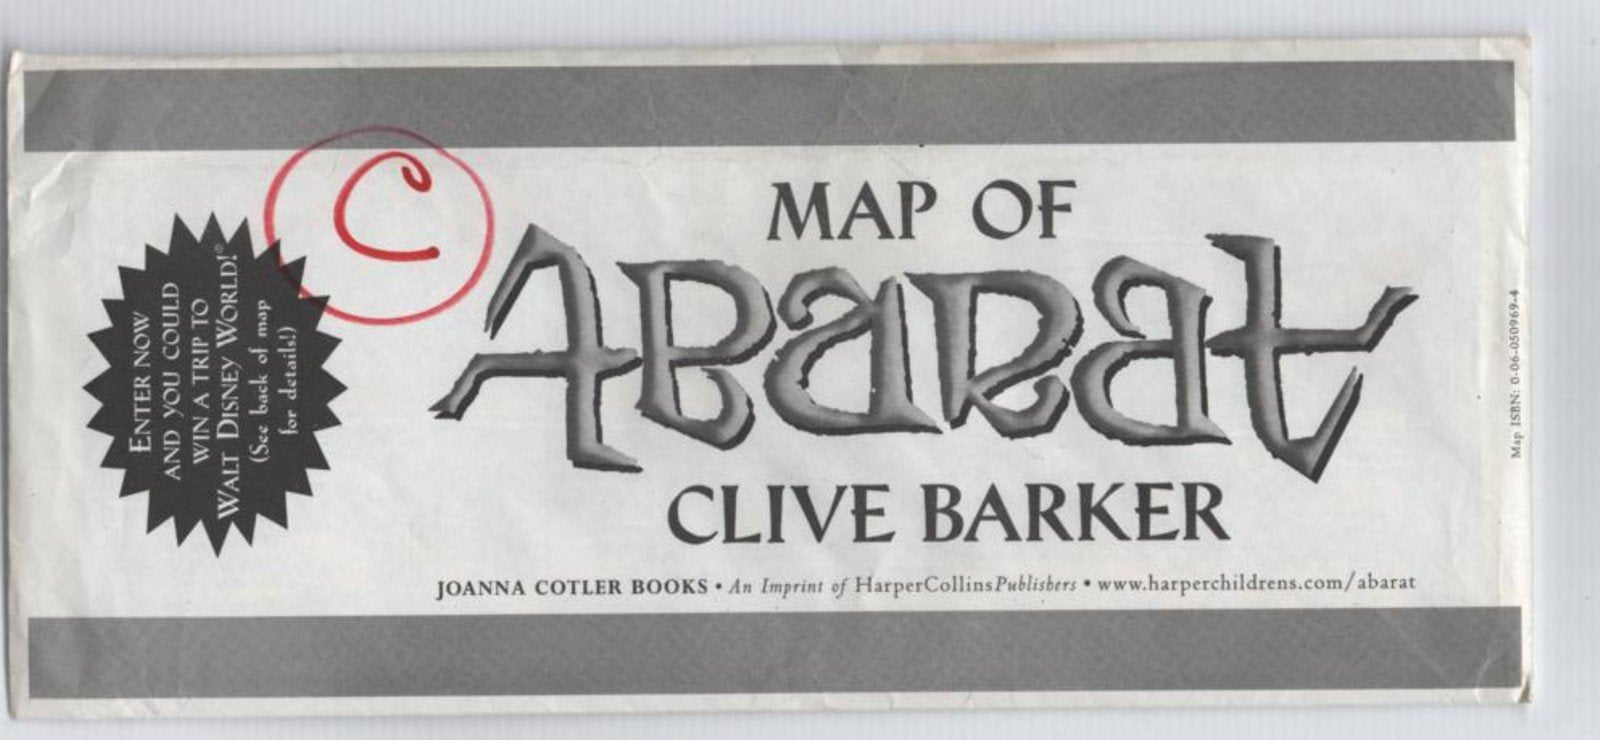 C
MAP OF
ABARAT
CLIVE BARKER
JOANNA COTLER BOOKS • An Imprint of HarperCollinsPublishers • www.harperchildrens.com/abarat
ENTER NOW
AND YOU COULD
WIN A TRIP TO
WALT DISNEY WORLD!®
(See back of map
for details!)
Map ISBN: 0-06-050969-4